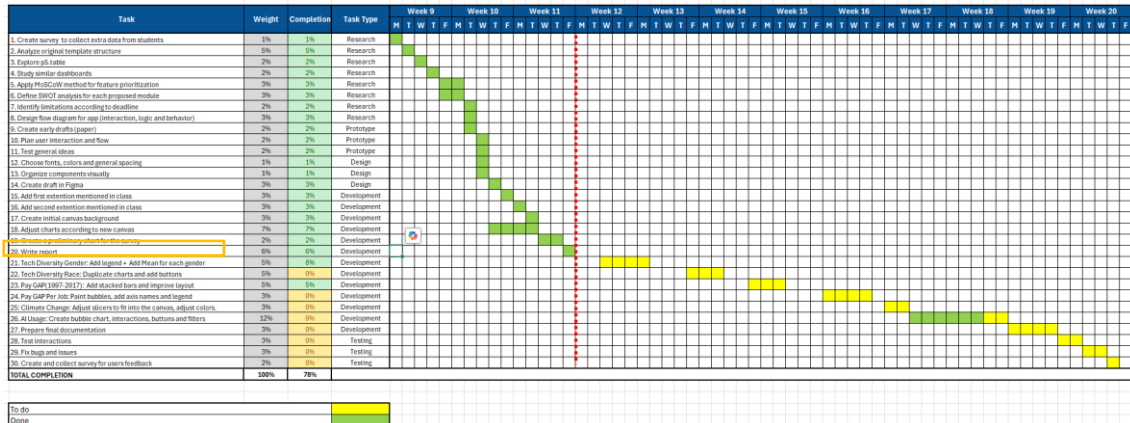 Task Weight Completion Task Type Week 9 Week 10 Week 11 Week 12 Week 13 Week 14 Week 15 Week 16 Week 17 Week 18 Week 19 Week 20
M T W T F M T W T F M T W T F M T W T F M T W T F M T W T F M T W T F M T W T F M T W T F M T W T F M T W T F M T W T F
1. Create survey to collect extra data from students 1% 1% Research
2. Analyze original template structure 5% 5% Research
3. Explore p5.table 2% 2% Research
4. Study similar dashboards 2% 2% Research
5. Apply MoSCoW method for feature prioritization 3% 3% Research
6. Define SWOT analysis for each proposed module 3% 3% Research
7. Identify limitations according to deadline 2% 2% Research
8. Design flow diagram for app (interaction, logic and behavior) 3% 3% Research
9. Create early drafts (paper) 2% 2% Prototype
10. Plan user interaction and flow 2% 2% Prototype
11. Test general ideas 2% 2% Prototype
12. Choose fonts, colors and general spacing 1% 1% Design
13. Organize components visually 1% 1% Design
14. Create draft in Figma 3% 3% Design
15. Add first extention mentioned in class 3% 3% Development
16. Add second extention mentioned in class 3% 3% Development
17. Create initial canvas background 3% 3% Development
18. Adjust charts according to new canvas 7% 7% Development
19. Create a preliminary chart for the survey 2% 2% Development
20. Write report 6% 6% Development
21. Tech Diversity Gender: Add legend + Add Mean for each gender 5% 8% Development
22. Tech Diversity Race: Duplicate charts and add buttons 5% 0% Development
23. Pay GAP(1997-2017): Add stacked bars and improve layout 5% 5% Development
24. Pay GAP Per Job: Paint bubbles, add axis names and legend 3% 0% Development
25: Climate Change: Adjust slicers to fit into the canvas, adjust colors. 3% 0% Development
26. AI Usage: Create bubble chart, interactions, buttons and filters 12% 9% Development
27. Prepare final documentation 3% 0% Development
28. Test interactions 3% 0% Testing
29. Fix bugs and issues 3% 0% Testing
30. Create and collect survey for users feedback 2% 0% Testing
TOTAL COMPLETION 100% 78%
To do
Done